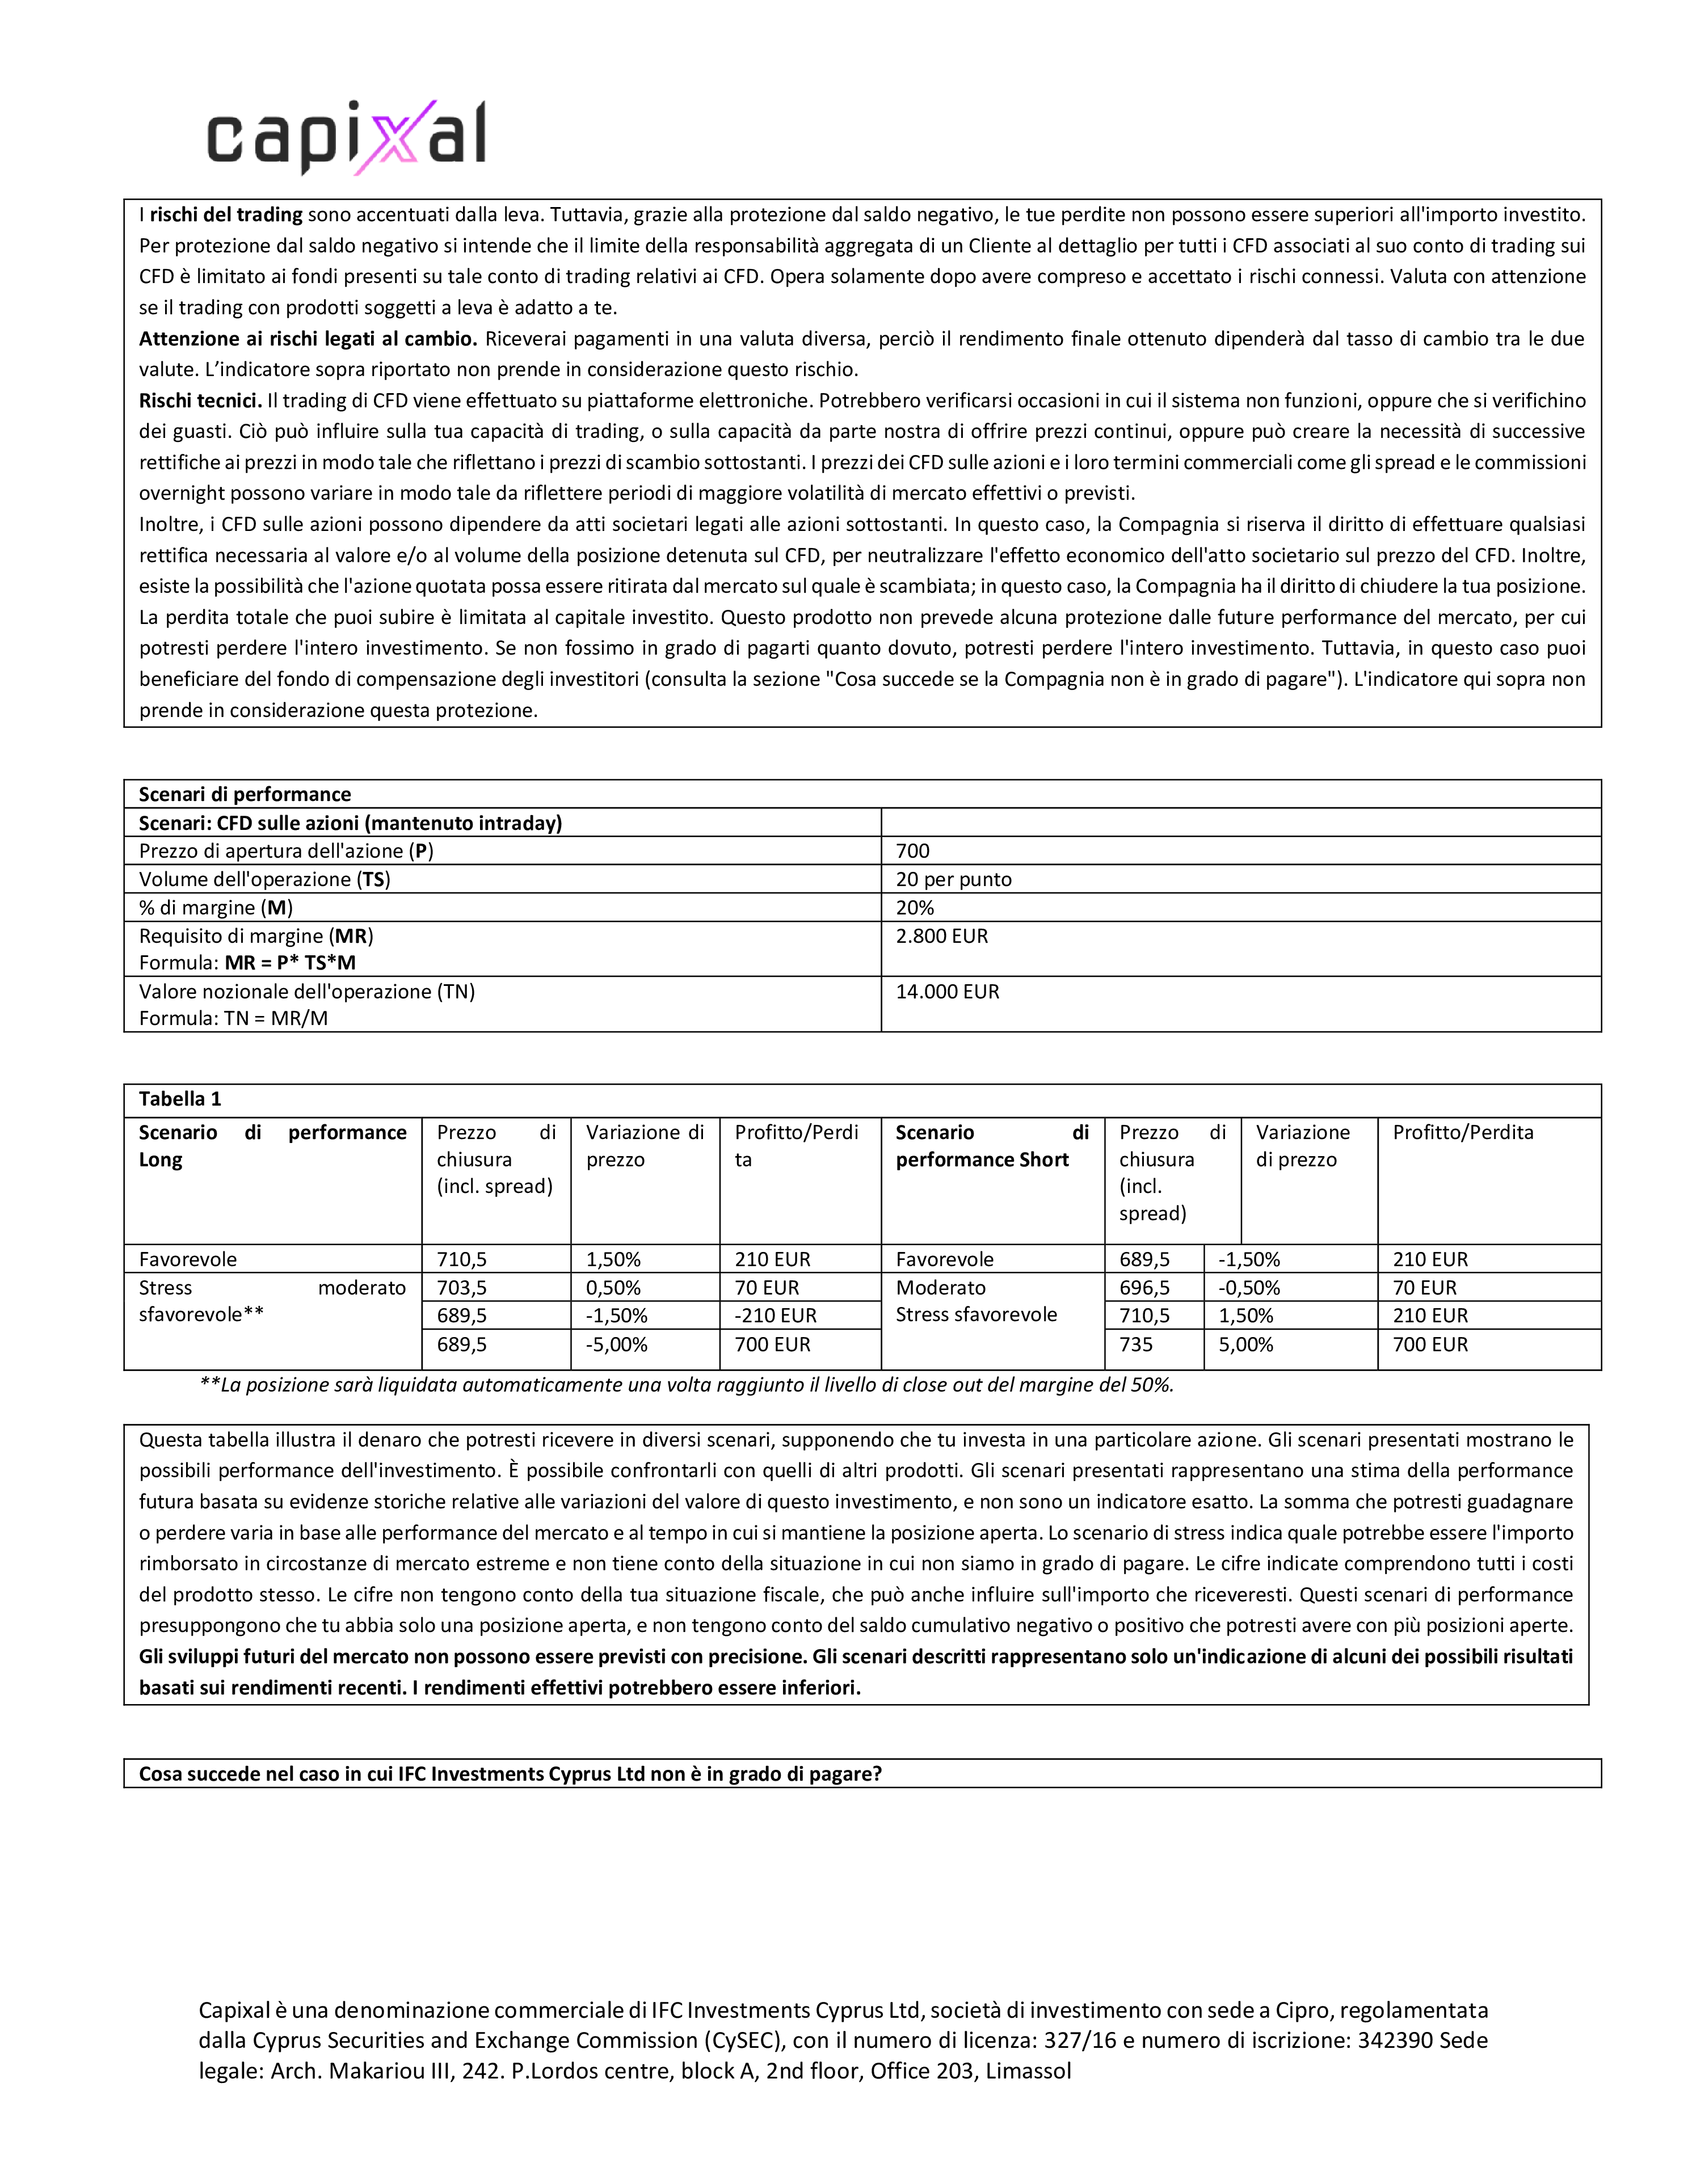 capixal
I rischi del trading sono accentuati dalla leva. Tuttavia, grazie alla protezione dal saldo negativo, le tue perdite non possono essere superiori all'importo investito.
Per protezione dal saldo negativo si intende che il limite della responsabilità aggregata di un Cliente al dettaglio per tutti i CFD associati al suo conto di trading sui
CFD è limitato ai fondi presenti su tale conto di trading relativi ai CFD. Opera solamente dopo avere compreso e accettato i rischi connessi. Valuta con attenzione
se il trading con prodotti soggetti a leva è adatto a te.
Attenzione ai rischi legati al cambio. Riceverai pagamenti in una valuta diversa, perciò il rendimento finale ottenuto dipenderà dal tasso di cambio tra le due
valute. L’indicatore sopra riportato non prende in considerazione questo rischio.
Rischi tecnici. Il trading di CFD viene effettuato su piattaforme elettroniche. Potrebbero verificarsi occasioni in cui il sistema non funzioni, oppure che si verifichino
dei guasti. Ciò può influire sulla tua capacità di trading, o sulla capacità da parte nostra di offrire prezzi continui, oppure può creare la necessità di successive
rettifiche ai prezzi in modo tale che riflettano i prezzi di scambio sottostanti. I prezzi dei CFD sulle azioni e i loro termini commerciali come gli spread e le commissioni
overnight possono variare in modo tale da riflettere periodi di maggiore volatilità di mercato effettivi o previsti.
Inoltre, i CFD sulle azioni possono dipendere da atti societari legati alle azioni sottostanti. In questo caso, la Compagnia si riserva il diritto di effettuare qualsiasi
rettifica necessaria al valore e/o al volume della posizione detenuta sul CFD, per neutralizzare l'effetto economico dell'atto societario sul prezzo del CFD. Inoltre,
esiste la possibilità che l'azione quotata possa essere ritirata dal mercato sul quale è scambiata; in questo caso, la Compagnia ha il diritto di chiudere la tua posizione.
La perdita totale che puoi subire è limitata al capitale investito. Questo prodotto non prevede alcuna protezione dalle future performance del mercato, per cui
potresti perdere l'intero investimento. Se non fossimo in grado di pagarti quanto dovuto, potresti perdere l'intero investimento. Tuttavia, in questo caso puoi
beneficiare del fondo di compensazione degli investitori (consulta la sezione "Cosa succede se la Compagnia non è in grado di pagare"). L'indicatore qui sopra non
prende in considerazione questa protezione.
Scenari di performance
Scenari: CFD sulle azioni (mantenuto intraday)
Prezzo di apertura dell'azione (P) 700
Volume dell'operazione (TS) 20 per punto
% di margine (M) 20%
Requisito di margine (MR) 2.800 EUR
Formula: MR = P* TS*M
Valore nozionale dell'operazione (TN) 14.000 EUR
Formula: TN = MR/M
Tabella 1
Scenario di performance Prezzo di Variazione di Profitto/Perdi Scenario di Prezzo di Variazione Profitto/Perdita
Long chiusura prezzo ta performance Short chiusura di prezzo
(incl. spread) (incl.
spread)
Favorevole 710,5 1,50% 210 EUR Favorevole 689,5 -1,50% 210 EUR
Stress moderato 703,5 0,50% 70 EUR Moderato 696,5 -0,50% 70 EUR
sfavorevole** 689,5 -1,50% -210 EUR Stress sfavorevole 710,5 1,50% 210 EUR
689,5 -5,00% 700 EUR 735 5,00% 700 EUR
**La posizione sarà liquidata automaticamente una volta raggiunto il livello di close out del margine del 50%.
Questa tabella illustra il denaro che potresti ricevere in diversi scenari, supponendo che tu investa in una particolare azione. Gli scenari presentati mostrano le
possibili performance dell'investimento. È possibile confrontarli con quelli di altri prodotti. Gli scenari presentati rappresentano una stima della performance
futura basata su evidenze storiche relative alle variazioni del valore di questo investimento, e non sono un indicatore esatto. La somma che potresti guadagnare
o perdere varia in base alle performance del mercato e al tempo in cui si mantiene la posizione aperta. Lo scenario di stress indica quale potrebbe essere l'importo
rimborsato in circostanze di mercato estreme e non tiene conto della situazione in cui non siamo in grado di pagare. Le cifre indicate comprendono tutti i costi
del prodotto stesso. Le cifre non tengono conto della tua situazione fiscale, che può anche influire sull'importo che riceveresti. Questi scenari di performance
presuppongono che tu abbia solo una posizione aperta, e non tengono conto del saldo cumulativo negativo o positivo che potresti avere con più posizioni aperte.
Gli sviluppi futuri del mercato non possono essere previsti con precisione. Gli scenari descritti rappresentano solo un'indicazione di alcuni dei possibili risultati
basati sui rendimenti recenti. I rendimenti effettivi potrebbero essere inferiori.
Cosa succede nel caso in cui IFC Investments Cyprus Ltd non è in grado di pagare?
Capixal è una denominazione commerciale di IFC Investments Cyprus Ltd, società di investimento con sede a Cipro, regolamentata
dalla Cyprus Securities and Exchange Commission (CySEC), con il numero di licenza: 327/16 e numero di iscrizione: 342390 Sede
legale: Arch. Makariou III, 242. P.Lordos centre, block A, 2nd floor, Office 203, Limassol